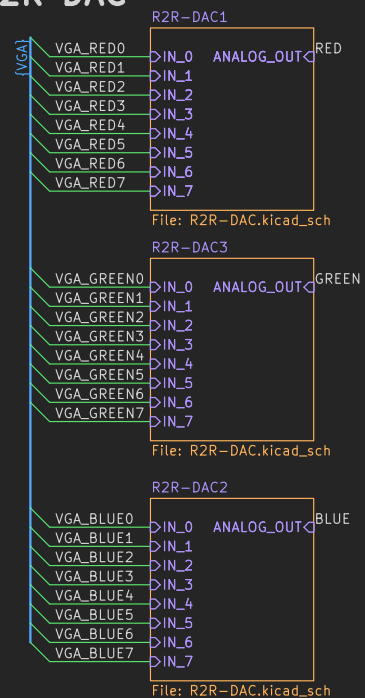 R2R-DAC
R2R-DAC1
{VGA}
VGA_RED0 IN_0 ANALOG_OUT RED
VGA_RED1 IN_1
VGA_RED2 IN_2
VGA_RED3 IN_3
VGA_RED4 IN_4
VGA_RED5 IN_5
VGA_RED6 IN_6
VGA_RED7 IN_7
File: R2R-DAC.kicad_sch
R2R-DAC3
VGA_GREEN0 IN_0 ANALOG_OUT GREEN
VGA_GREEN1 IN_1
VGA_GREEN2 IN_2
VGA_GREEN3 IN_3
VGA_GREEN4 IN_4
VGA_GREEN5 IN_5
VGA_GREEN6 IN_6
VGA_GREEN7 IN_7
File: R2R-DAC.kicad_sch
R2R-DAC2
VGA_BLUE0 IN_0 ANALOG_OUT BLUE
VGA_BLUE1 IN_1
VGA_BLUE2 IN_2
VGA_BLUE3 IN_3
VGA_BLUE4 IN_4
VGA_BLUE5 IN_5
VGA_BLUE6 IN_6
VGA_BLUE7 IN_7
File: R2R-DAC.kicad_sch